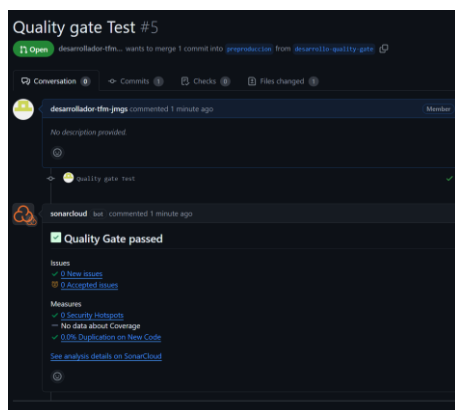 Quality gate Test #5
Open desarrollador-tfm... wants to merge 1 commit into preproduccion from desarrollo-quality-gate
Conversation 0 Commits 1 Checks 0 Files changed 1
desarrollador-tfm-jmgs commented 1 minute ago Member
No description provided.
Quality gate test
sonarcloud bot commented 1 minute ago
Quality Gate passed
Issues
0 New issues
0 Accepted issues
Measures
0 Security Hotspots
No data about Coverage
0.0% Duplication on New Code
See analysis details on SonarCloud